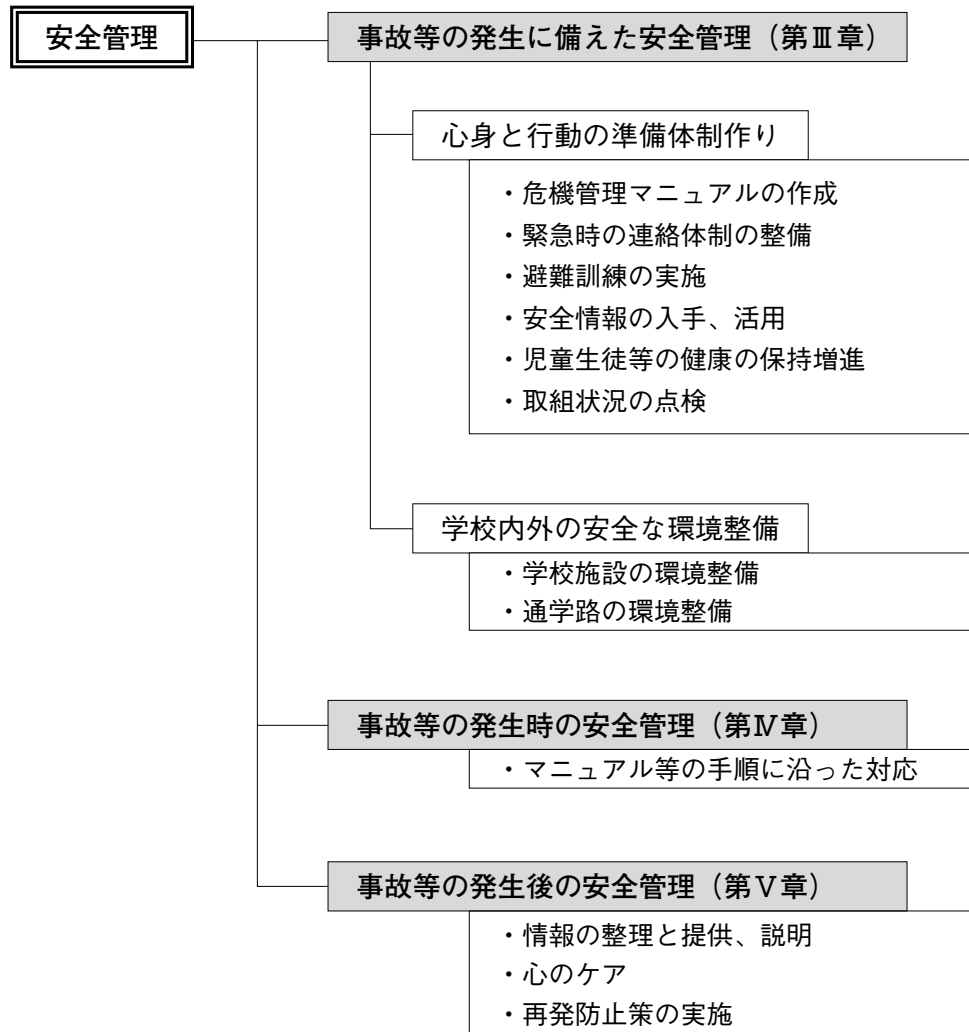 安全管理
事故等の発生に備えた安全管理（第Ⅲ章）
心身と行動の準備体制作り
・危機管理マニュアルの作成
・緊急時の連絡体制の整備
・避難訓練の実施
・安全情報の入手、活用
・児童生徒等の健康の保持増進
・取組状況の点検
学校内外の安全な環境整備
・学校施設の環境整備
・通学路の環境整備
事故等の発生時の安全管理（第Ⅳ章）
・マニュアル等の手順に沿った対応
事故等の発生後の安全管理（第Ⅴ章）
・情報の整理と提供、説明
・心のケア
・再発防止策の実施